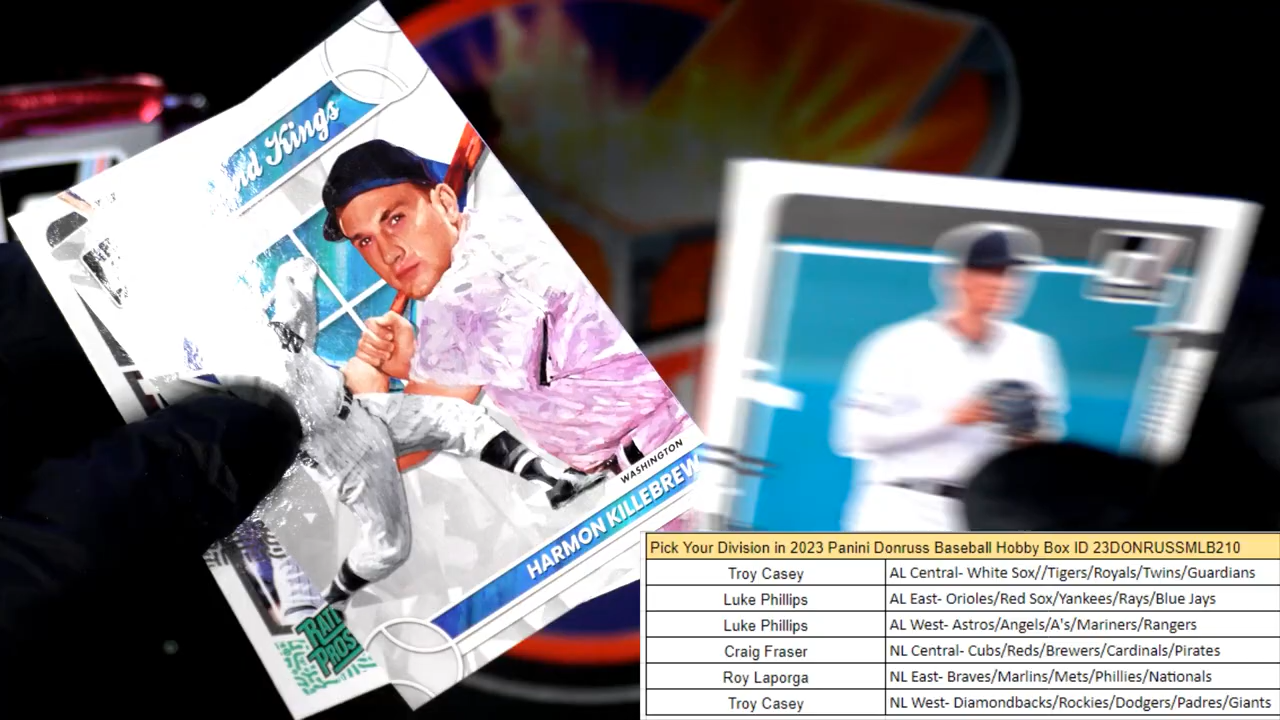 nd Kings
WASHINGTON
HARMON KILLEBREW
RATE
PROS
Pick Your Division in 2023 Panini Donruss Baseball Hobby Box ID 23DONRUSSMLB210
Troy Casey AL Central- White Sox//Tigers/Royals/Twins/Guardians
Luke Phillips AL East- Orioles/Red Sox/Yankees/Rays/Blue Jays
Luke Phillips AL West- Astros/Angels/A's/Mariners/Rangers
Craig Fraser NL Central- Cubs/Reds/Brewers/Cardinals/Pirates
Roy Laporga NL East- Braves/Marlins/Mets/Phillies/Nationals
Troy Casey NL West- Diamondbacks/Rockies/Dodgers/Padres/Giants